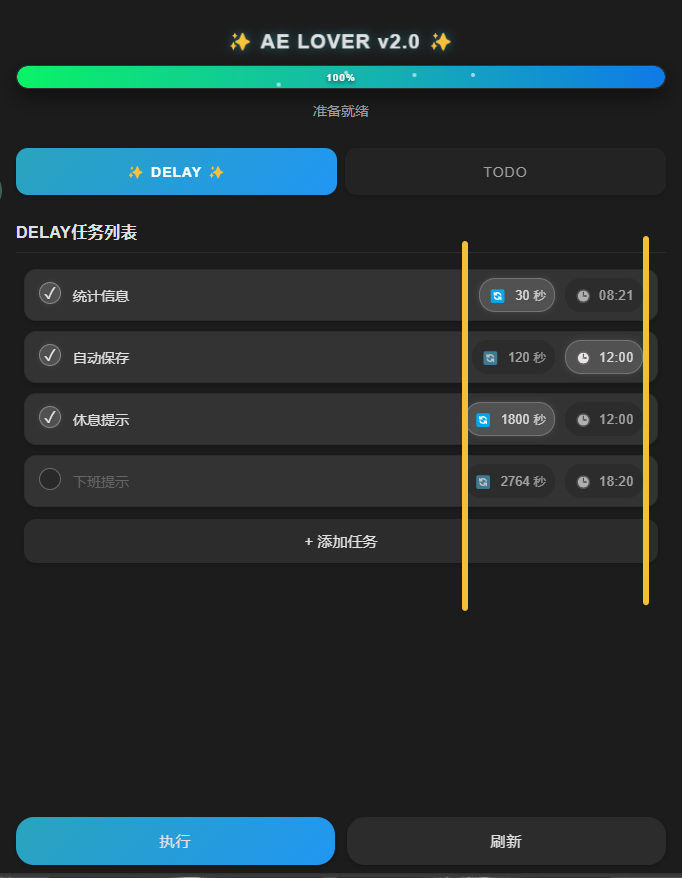 ✨ AE LOVER v2.0 ✨
100%
准备就绪
✨ DELAY ✨ TODO
DELAY任务列表
统计信息 30 秒 08:21
自动保存 120 秒 12:00
休息提示 1800 秒 12:00
下班提示 2764 秒 18:20
+ 添加任务
执行 刷新